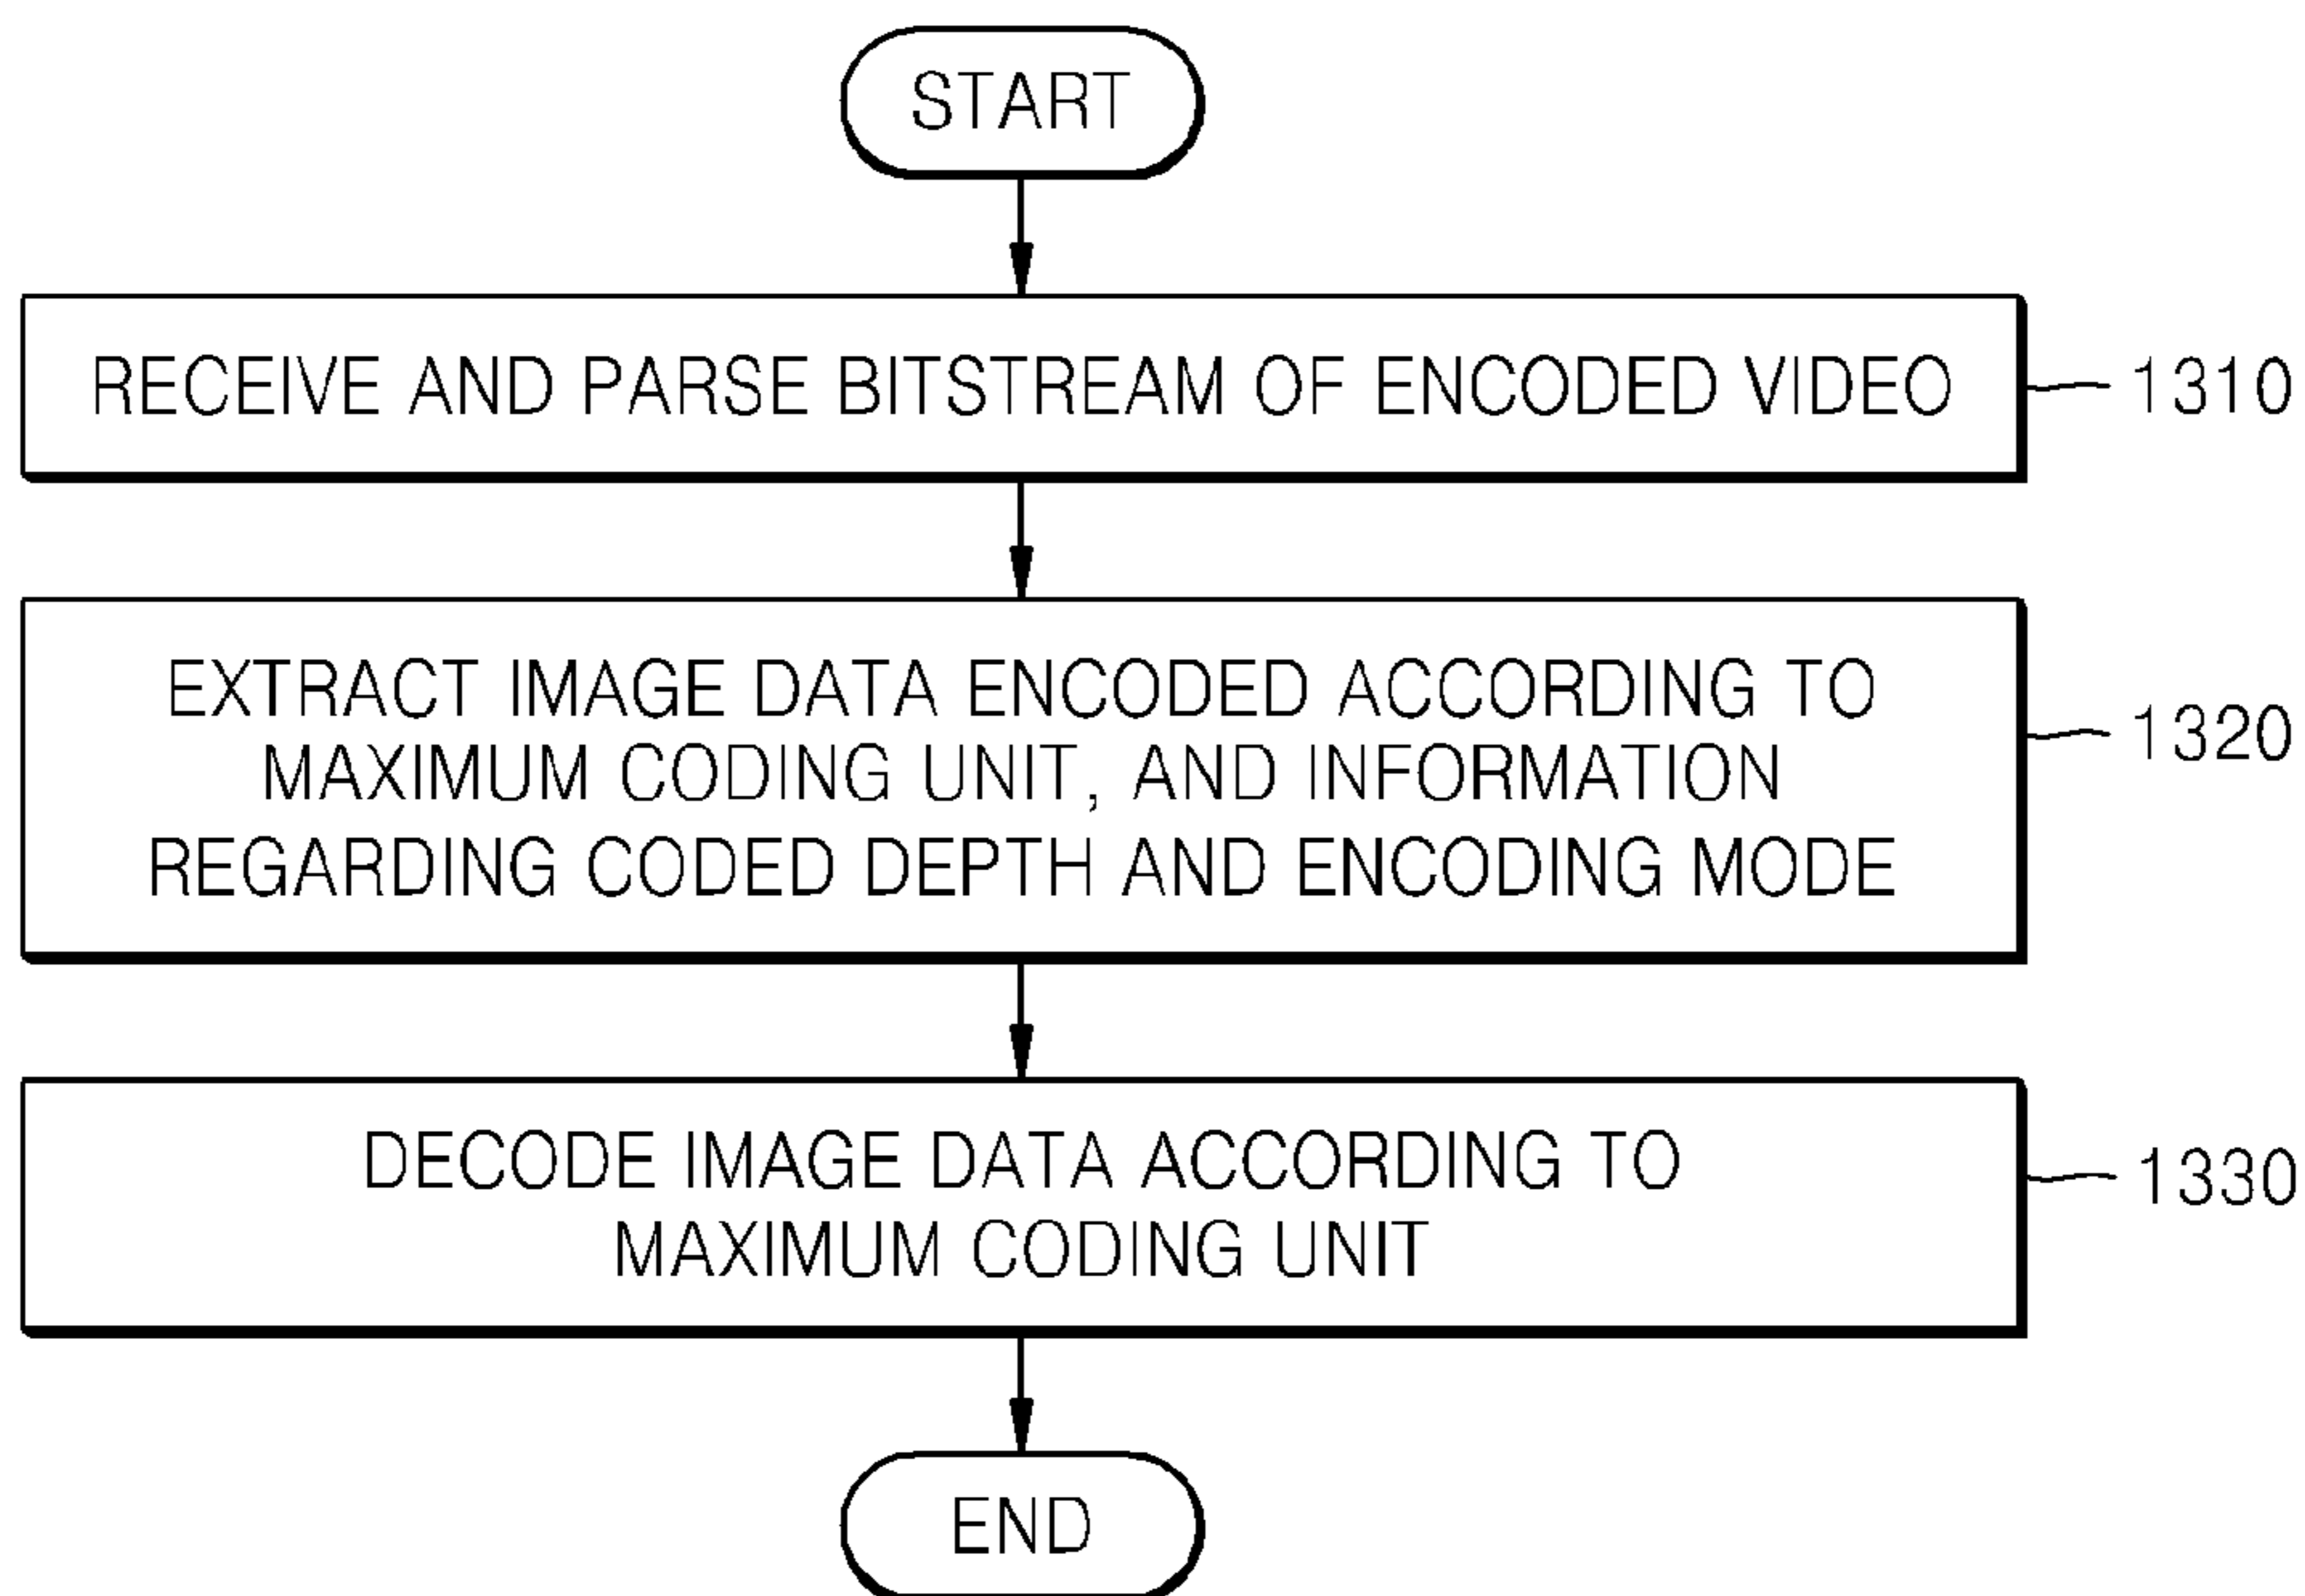 START
RECEIVE AND PARSE BITSTREAM OF ENCODED VIDEO
1310
EXTRACT IMAGE DATA ENCODED ACCORDING TO
MAXIMUM CODING UNIT, AND INFORMATION
REGARDING CODED DEPTH AND ENCODING MODE
1320
DECODE IMAGE DATA ACCORDING TO
MAXIMUM CODING UNIT
1330
END